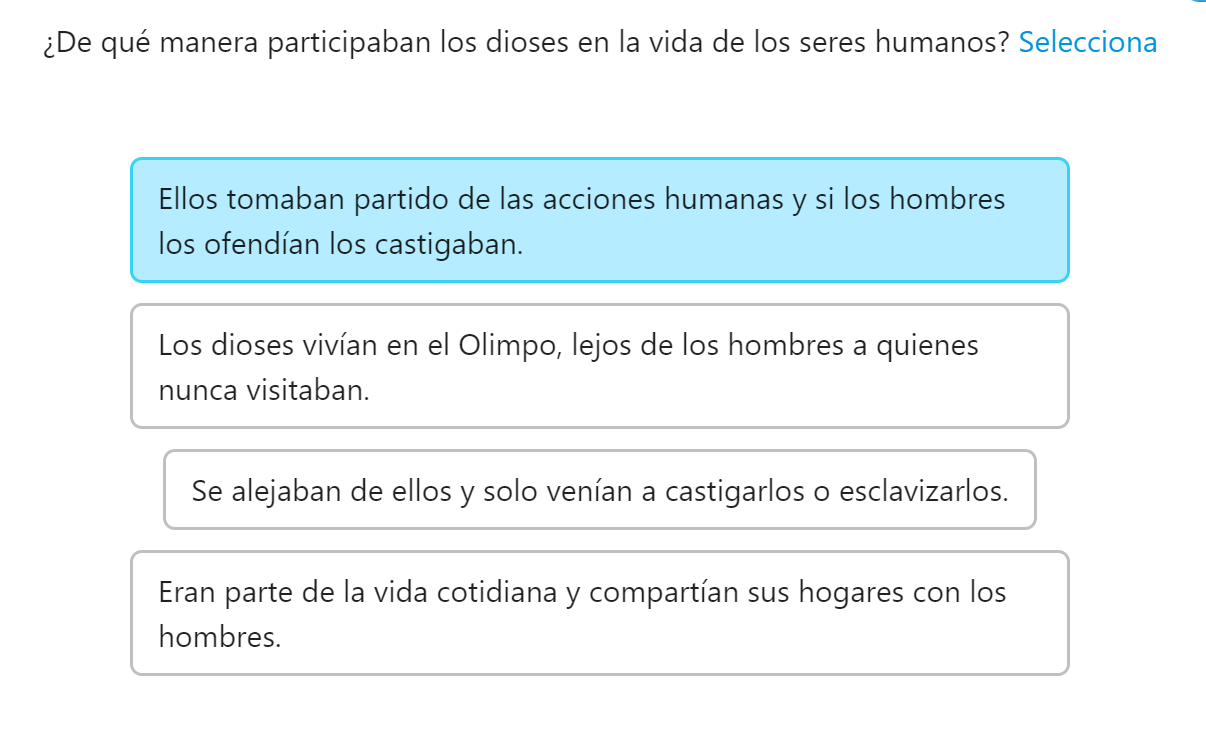 ¿De qué manera participaban los dioses en la vida de los seres humanos? Selecciona
Ellos tomaban partido de las acciones humanas y si los hombres
los ofendían los castigaban.
Los dioses vivían en el Olimpo, lejos de los hombres a quienes
nunca visitaban.
Se alejaban de ellos y solo venían a castigarlos o esclavizarlos.
Eran parte de la vida cotidiana y compartían sus hogares con los
hombres.